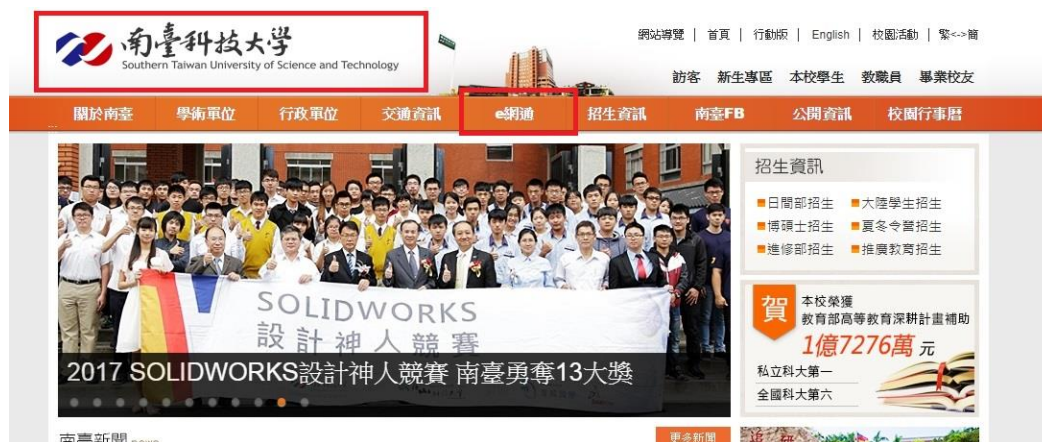 南臺科技大學
Southern Taiwan University of Science and Technology
網站導覽 | 首頁 | 行動版 | English | 校園活動 | 繁<->簡
訪客 新生專區 本校學生 教職員 畢業校友
關於南臺 學術單位 行政單位 交通資訊 e網通 招生資訊 南臺FB 公開資訊 校園行事曆
SOLIDWORKS
設計神人競賽
2017 SOLIDWORKS設計神人競賽 南臺勇奪13大獎
招生資訊
日間部招生 大陸學生招生
博碩士招生 夏冬令營招生
進修部招生 推廣教育招生
賀
本校榮獲
教育部高等教育深耕計畫補助
1億7276萬 元
私立科大第一
全國科大第六
南臺新聞 news
更多新聞